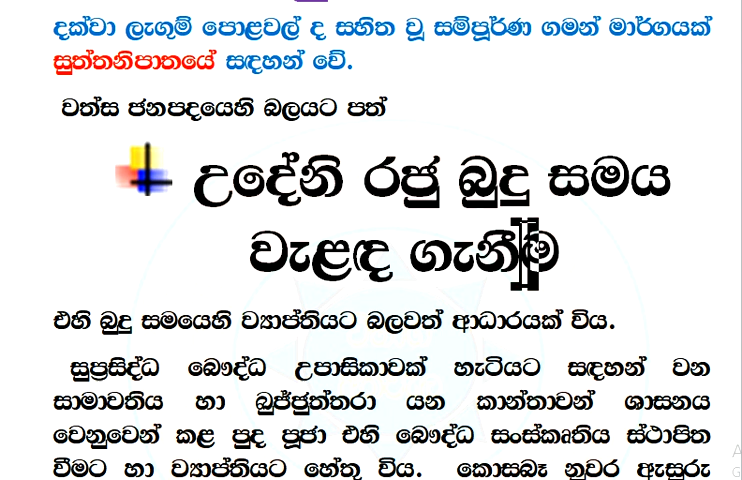 දක්වා ලැගුම් පොළවල් ද සහිත වූ සම්පූර්ණ ගමන් මාර්ගයක්
සුත්තනිපාතයේ සඳහන් වේ.
වත්ස ජනපදයෙහි බලයට පත්
උදේනි රජු බුදු සමය
වැළඳ ගැනීම
එහි බුදු සමයෙහි ව්‍යාප්තියට බලවත් ආධාරයක් විය.
සුප්‍රසිද්ධ බෞද්ධ උපාසිකාවක් හැටියට සඳහන් වන
සාමාවතිය හා ඛුජ්ජුත්තරා යන කාන්තාවන් ශාසනය
වෙනුවෙන් කළ පුද පූජා එහි බෞද්ධ සංස්කෘතිය ස්ථාපිත
වීමට හා ව්‍යාප්තියට හේතු විය. කොසඹෑ නුවර ඇසුරු